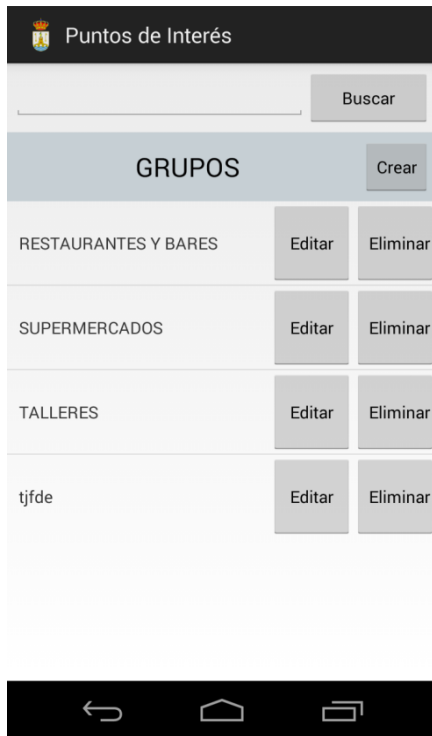 Puntos de Interés
Buscar
GRUPOS Crear
RESTAURANTES Y BARES Editar Eliminar
SUPERMERCADOS Editar Eliminar
TALLERES Editar Eliminar
tjfde Editar Eliminar